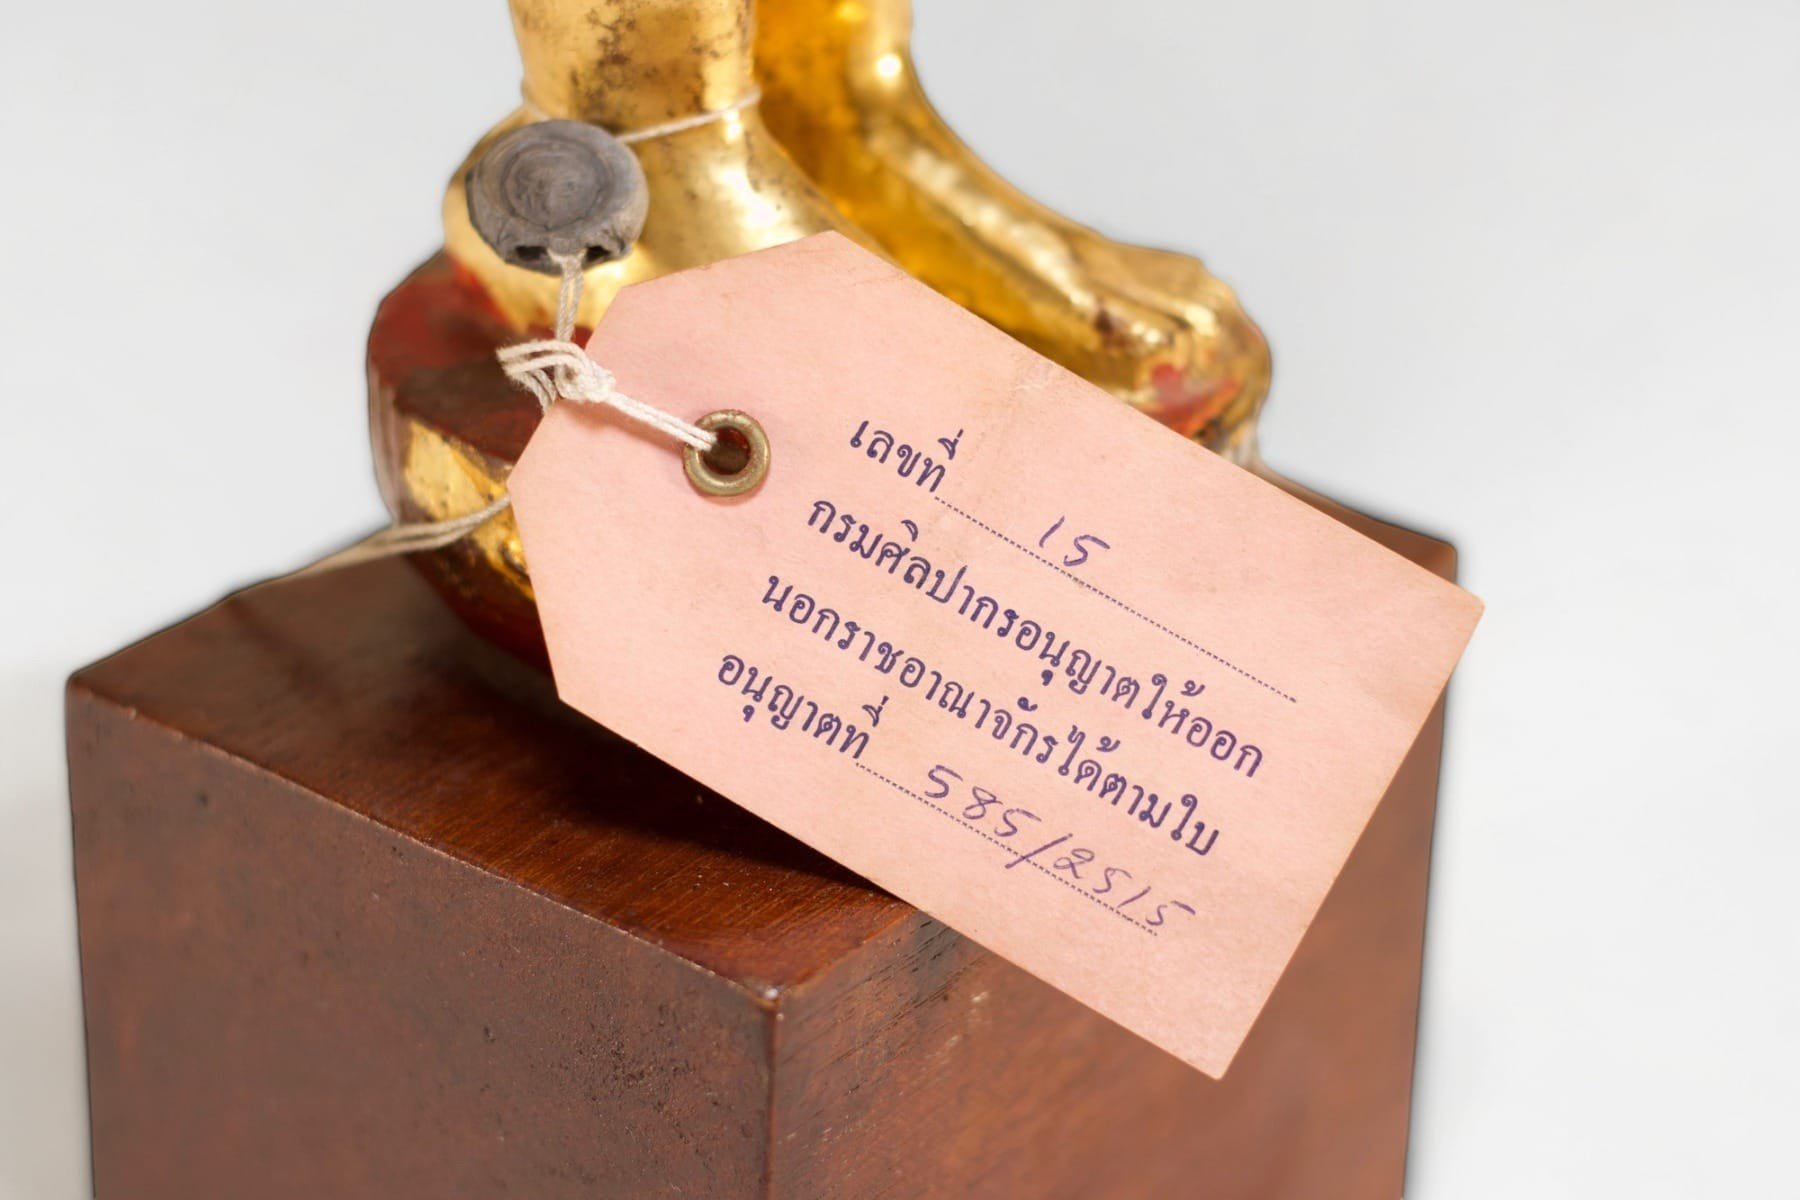 เลขที่ 15
กรมศิลปากรอนุญาตให้ออก
นอกราชอาณาจักรได้ตามใบ
อนุญาตที่ 585/2515